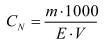 C_N = m·1000 / E·V